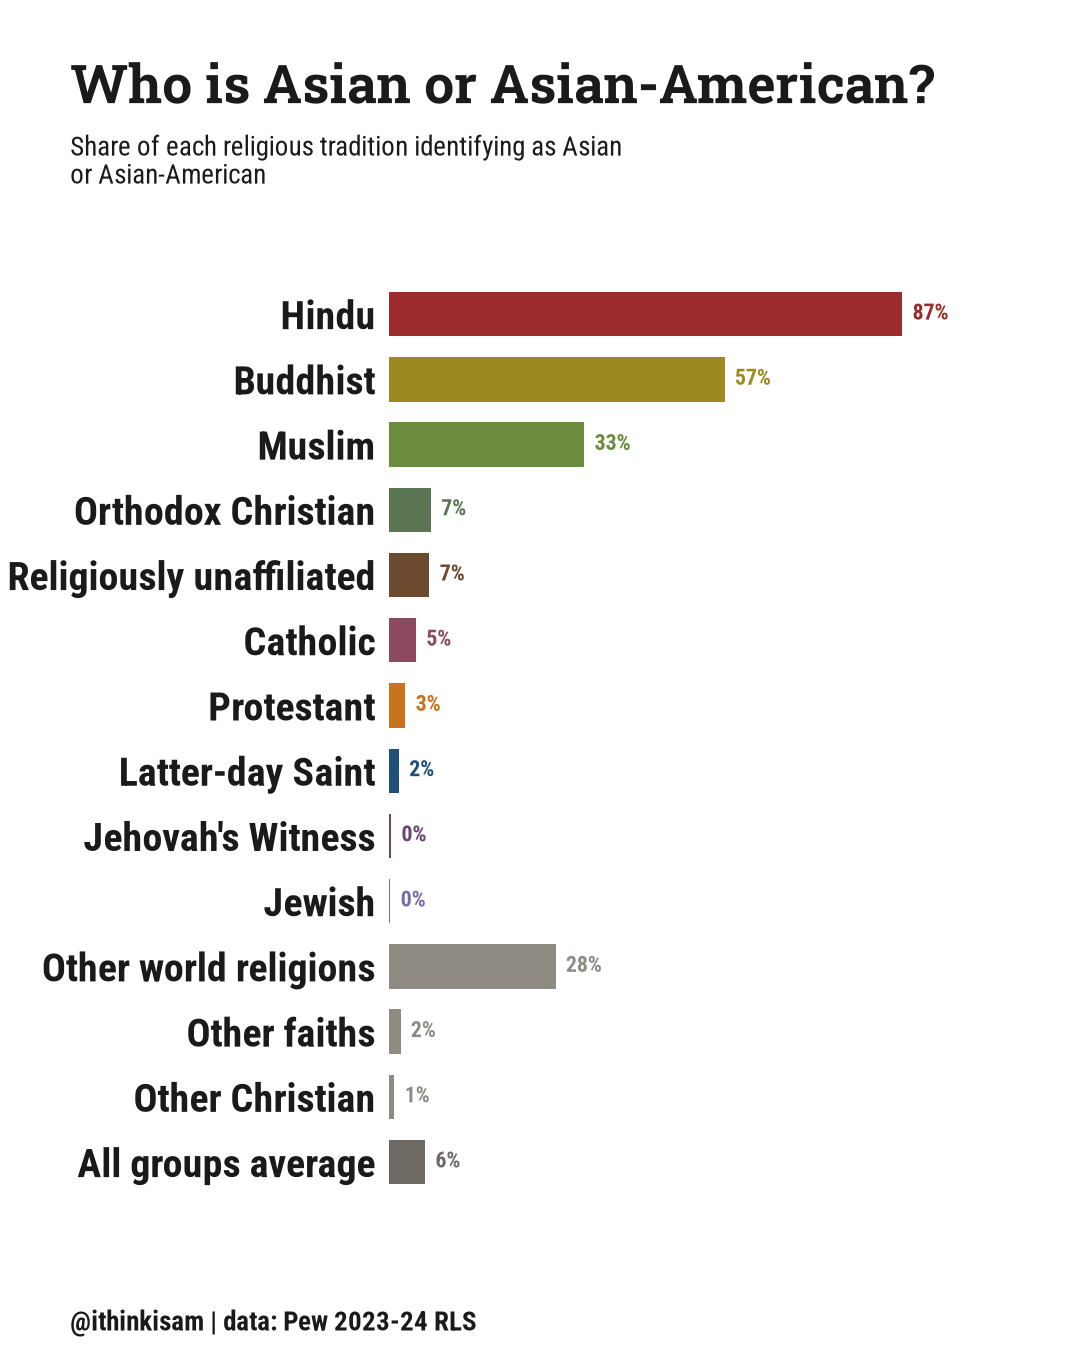 Who is Asian or Asian-American?
Share of each religious tradition identifying as Asian
or Asian-American
Hindu 87%
Buddhist 57%
Muslim 33%
Orthodox Christian 7%
Religiously unaffiliated 7%
Catholic 5%
Protestant 3%
Latter-day Saint 2%
Jehovah's Witness 0%
Jewish 0%
Other world religions 28%
Other faiths 2%
Other Christian 1%
All groups average 6%
@ithinkisam | data: Pew 2023-24 RLS